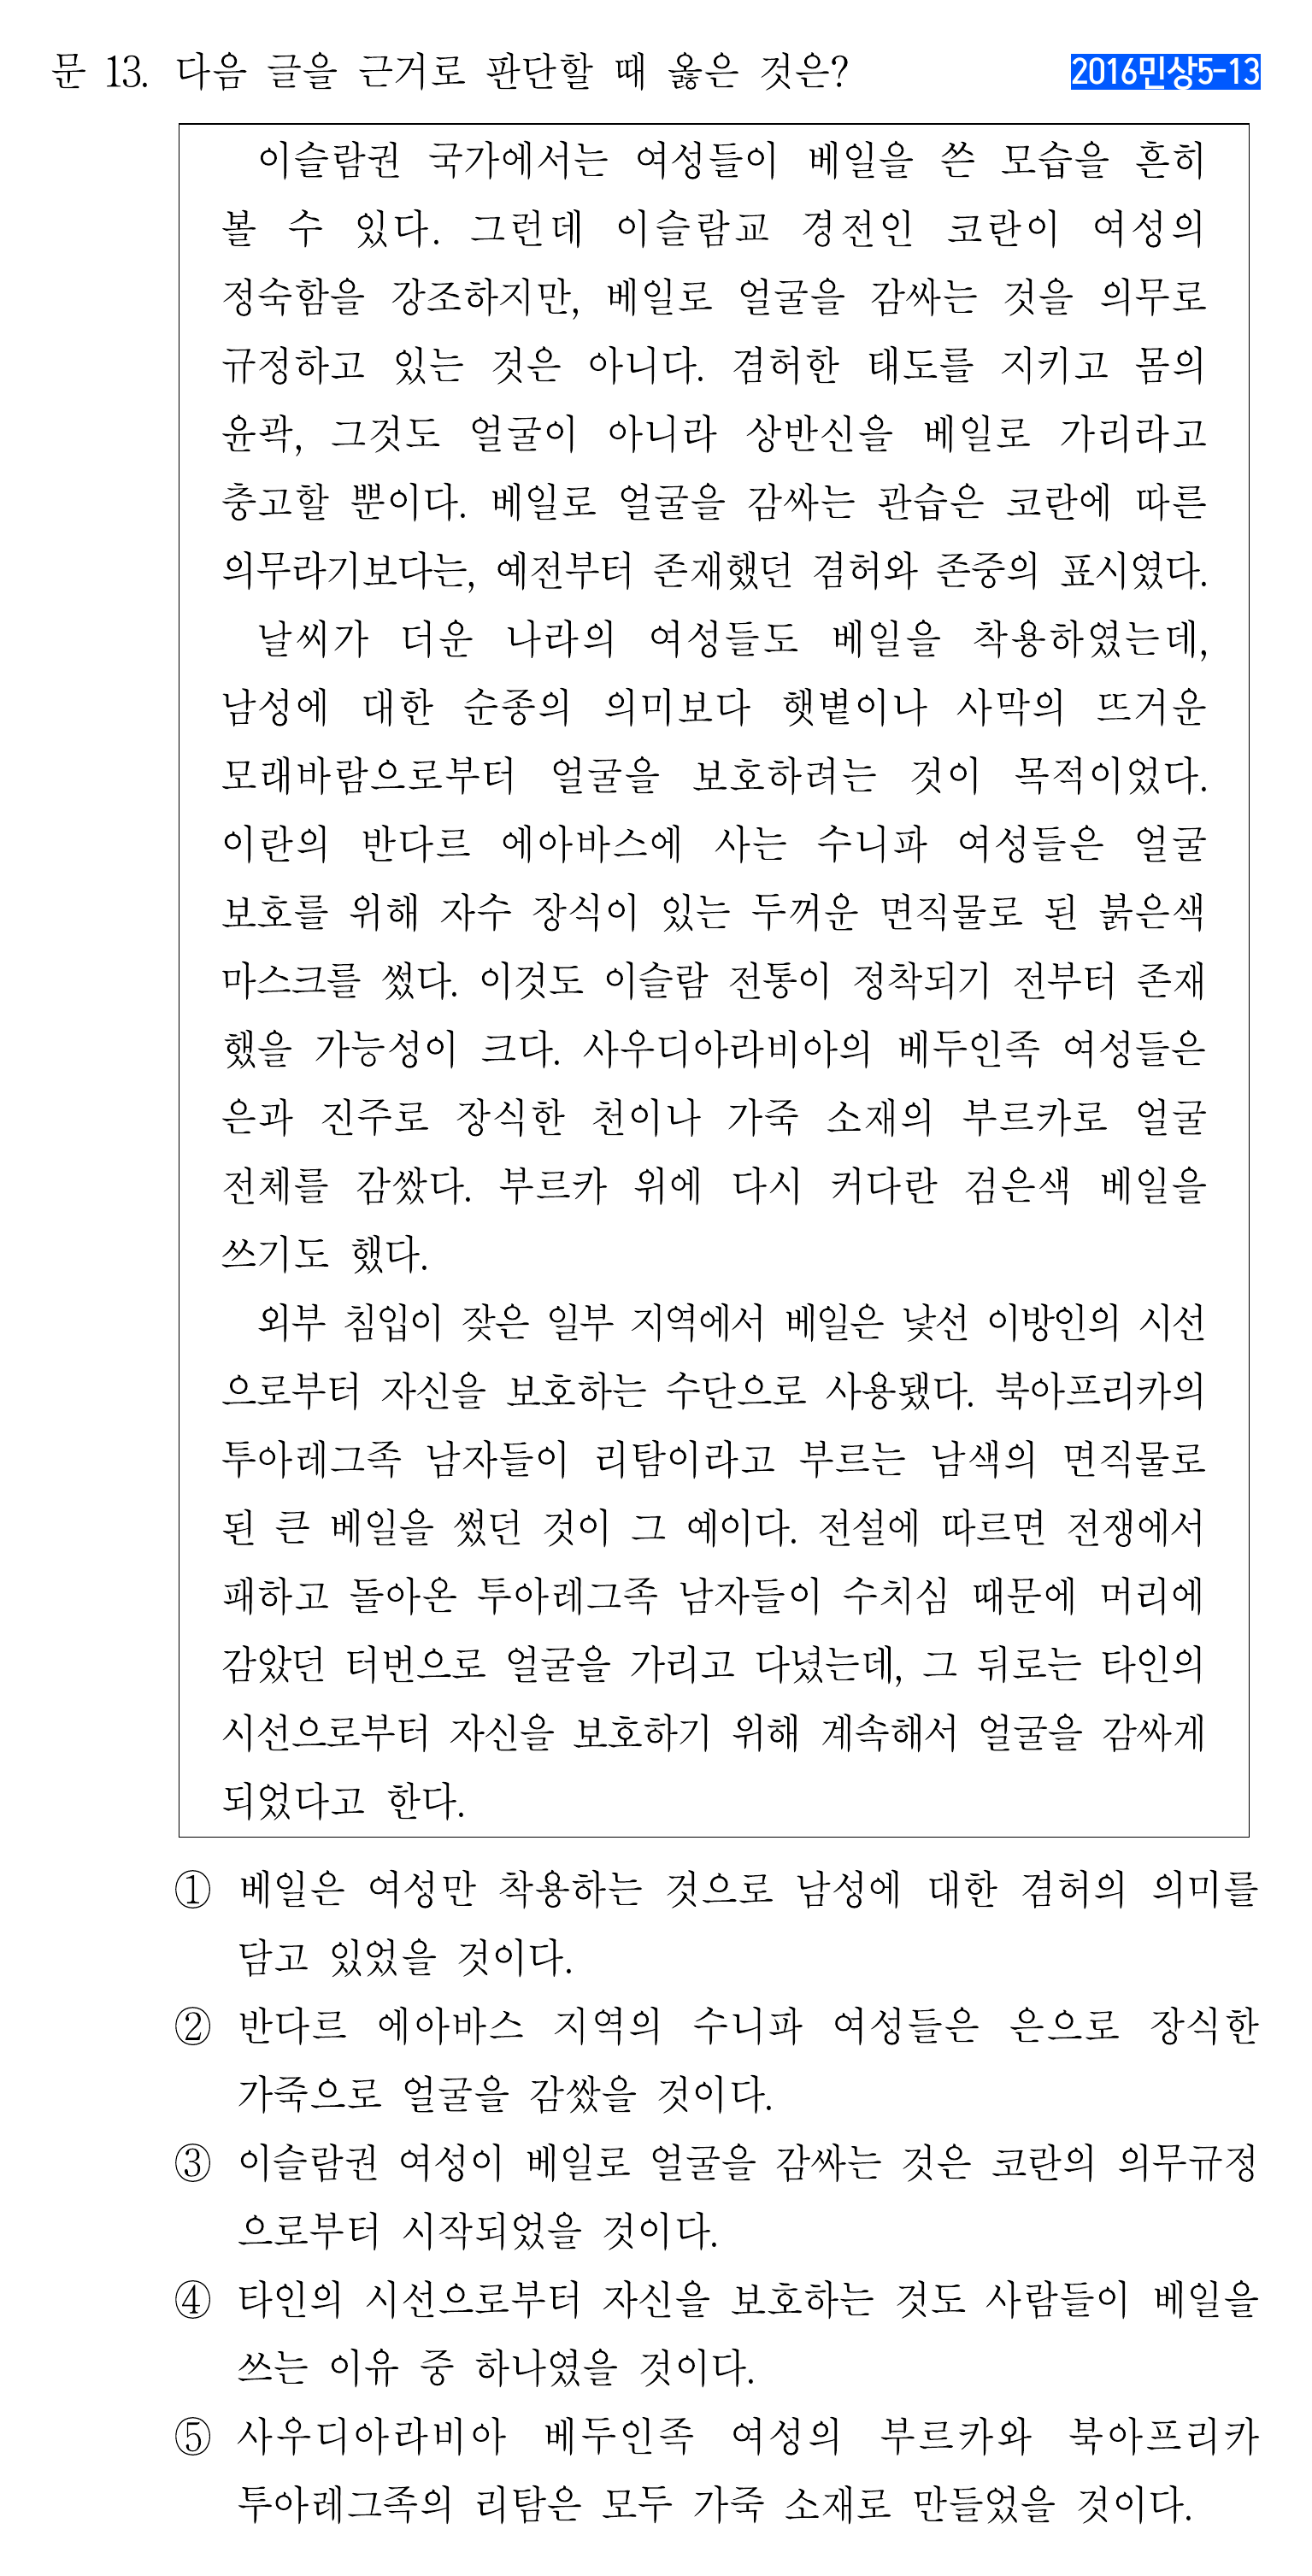 문 13. 다음 글을 근거로 판단할 때 옳은 것은?
2016민상5-13
이슬람권 국가에서는 여성들이 베일을 쓴 모습을 흔히
볼 수 있다. 그런데 이슬람교 경전인 코란이 여성의
정숙함을 강조하지만, 베일로 얼굴을 감싸는 것을 의무로
규정하고 있는 것은 아니다. 겸허한 태도를 지키고 몸의
윤곽, 그것도 얼굴이 아니라 상반신을 베일로 가리라고
충고할 뿐이다. 베일로 얼굴을 감싸는 관습은 코란에 따른
의무라기보다는, 예전부터 존재했던 겸허와 존중의 표시였다.
날씨가 더운 나라의 여성들도 베일을 착용하였는데,
남성에 대한 순종의 의미보다 햇볕이나 사막의 뜨거운
모래바람으로부터 얼굴을 보호하려는 것이 목적이었다.
이란의 반다르 에아바스에 사는 수니파 여성들은 얼굴
보호를 위해 자수 장식이 있는 두꺼운 면직물로 된 붉은색
마스크를 썼다. 이것도 이슬람 전통이 정착되기 전부터 존재
했을 가능성이 크다. 사우디아라비아의 베두인족 여성들은
은과 진주로 장식한 천이나 가죽 소재의 부르카로 얼굴
전체를 감쌌다. 부르카 위에 다시 커다란 검은색 베일을
쓰기도 했다.
외부 침입이 잦은 일부 지역에서 베일은 낯선 이방인의 시선
으로부터 자신을 보호하는 수단으로 사용됐다. 북아프리카의
투아레그족 남자들이 리탐이라고 부르는 남색의 면직물로
된 큰 베일을 썼던 것이 그 예이다. 전설에 따르면 전쟁에서
패하고 돌아온 투아레그족 남자들이 수치심 때문에 머리에
감았던 터번으로 얼굴을 가리고 다녔는데, 그 뒤로는 타인의
시선으로부터 자신을 보호하기 위해 계속해서 얼굴을 감싸게
되었다고 한다.
① 베일은 여성만 착용하는 것으로 남성에 대한 겸허의 의미를
담고 있었을 것이다.
② 반다르 에아바스 지역의 수니파 여성들은 은으로 장식한
가죽으로 얼굴을 감쌌을 것이다.
③ 이슬람권 여성이 베일로 얼굴을 감싸는 것은 코란의 의무규정
으로부터 시작되었을 것이다.
④ 타인의 시선으로부터 자신을 보호하는 것도 사람들이 베일을
쓰는 이유 중 하나였을 것이다.
⑤ 사우디아라비아 베두인족 여성의 부르카와 북아프리카
투아레그족의 리탐은 모두 가죽 소재로 만들었을 것이다.